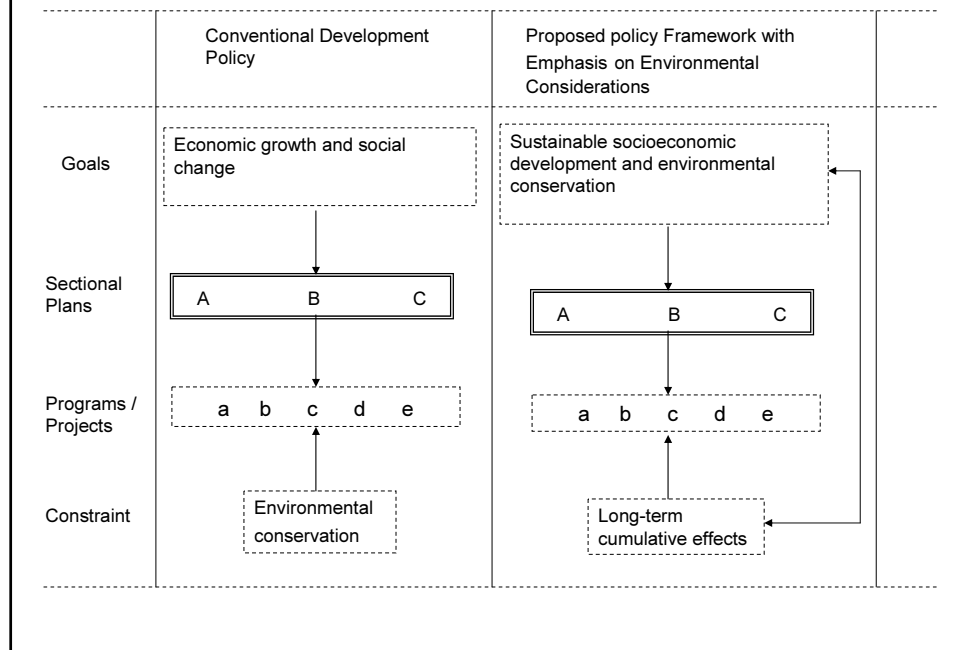 Conventional Development
Policy
Proposed policy Framework with
Emphasis on Environmental
Considerations
Goals
Economic growth and social
change
Sustainable socioeconomic
development and environmental
conservation
Sectional
Plans
A B C
A B C
Programs /
Projects
a b c d e
a b c d e
Constraint
Environmental
conservation
Long-term
cumulative effects